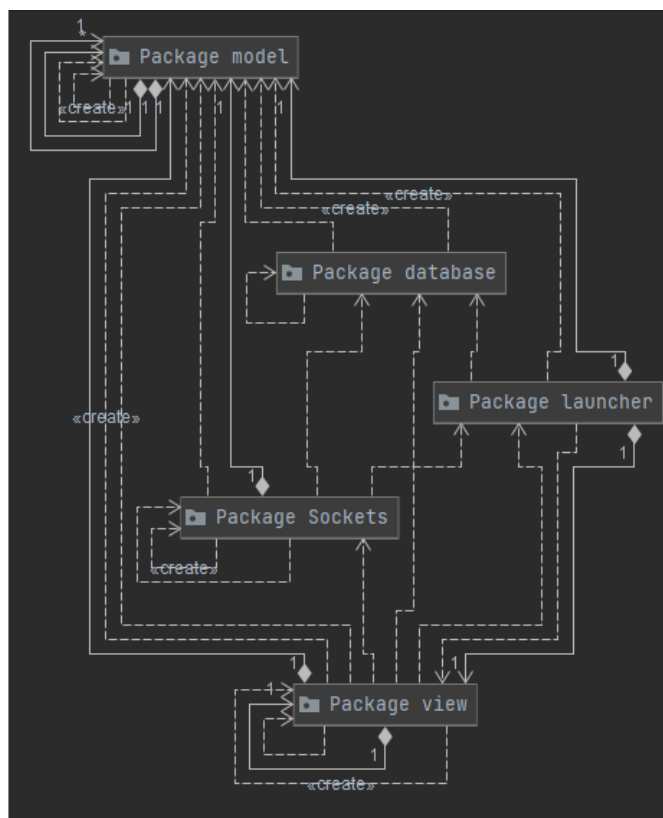 1
*
Package model
«create» 1 1 1
1
1
«create»
«create»
Package database
1
Package launcher
«create»
1
1
Package Sockets
«create»
1
1
1
Package view
1
«create»